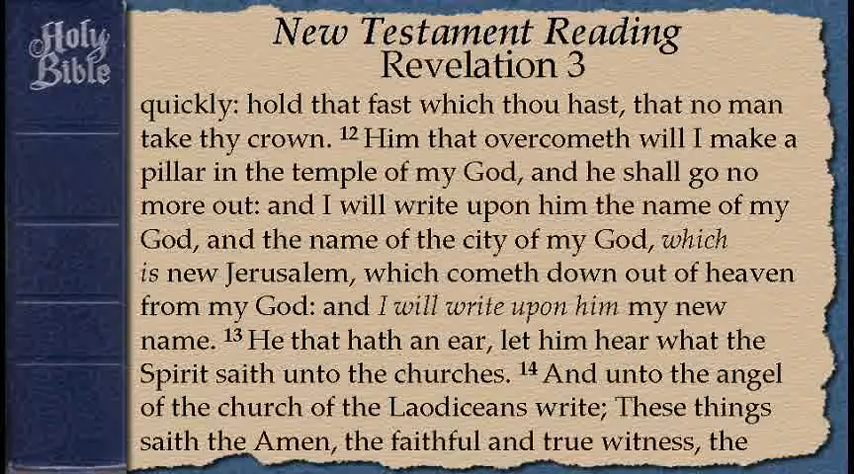 Holy
Bible
New Testament Reading
Revelation 3
quickly: hold that fast which thou hast, that no man
take thy crown. 12 Him that overcometh will I make a
pillar in the temple of my God, and he shall go no
more out: and I will write upon him the name of my
God, and the name of the city of my God, which
is new Jerusalem, which cometh down out of heaven
from my God: and I will write upon him my new
name. 13 He that hath an ear, let him hear what the
Spirit saith unto the churches. 14 And unto the angel
of the church of the Laodiceans write; These things
saith the Amen, the faithful and true witness, the